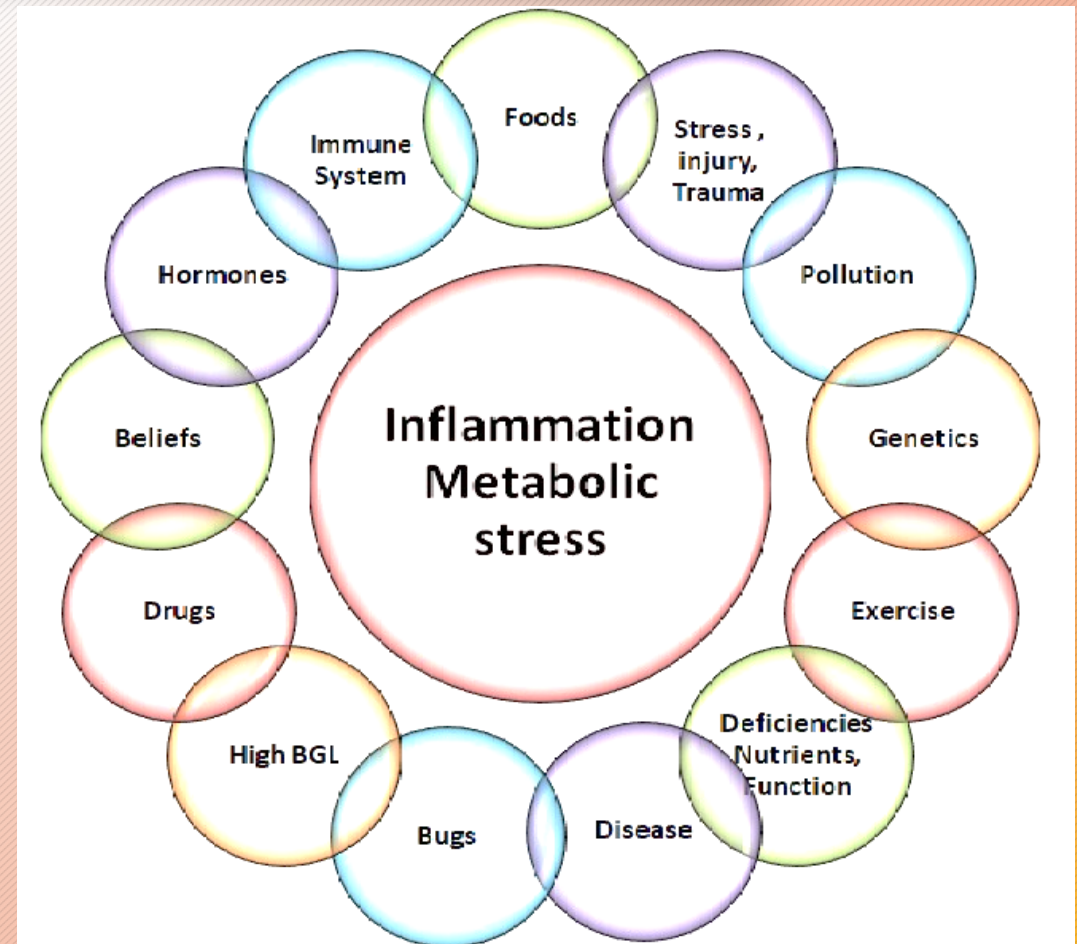 Foods
Stress ,
injury,
Trauma
Pollution
Genetics
Exercise
Deficiencies
Nutrients,
Function
Disease
Bugs
High BGL
Drugs
Beliefs
Hormones
Immune
System
Inflammation
Metabolic
stress